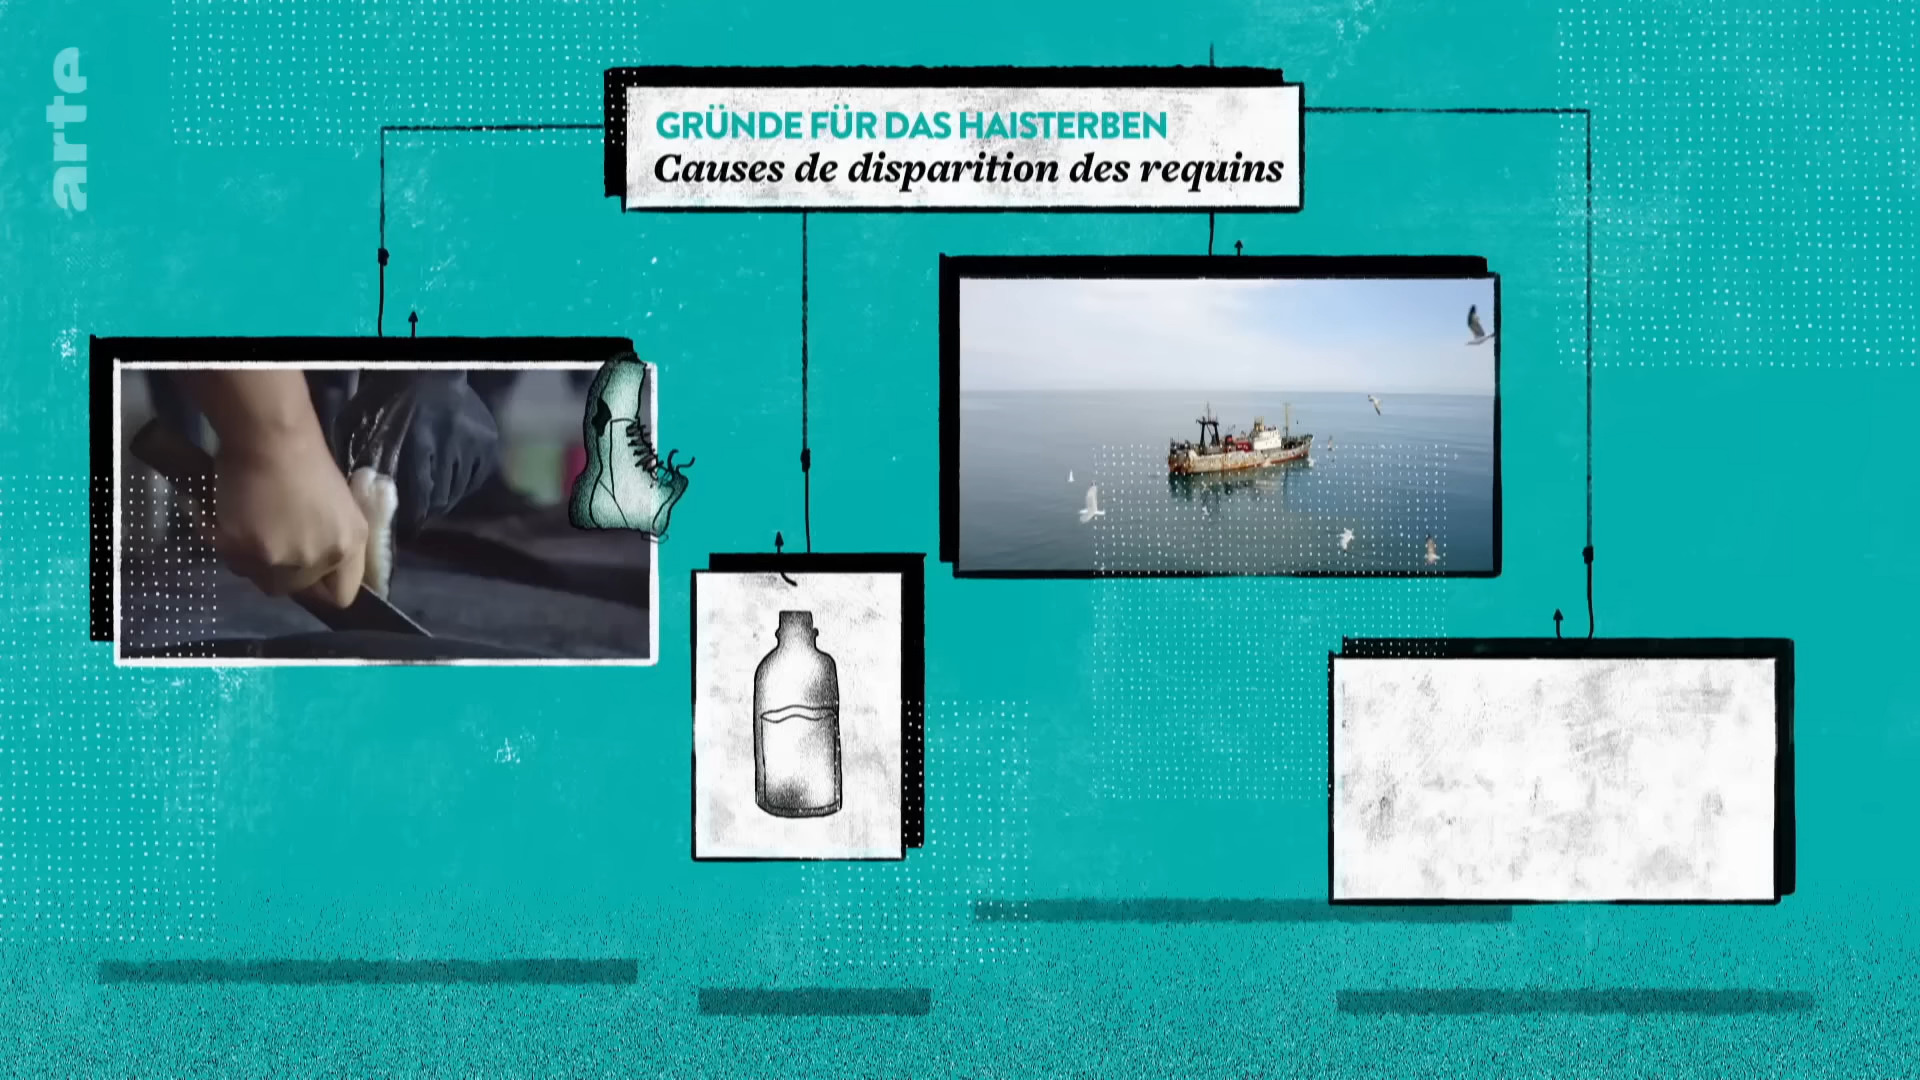 arte
GRÜNDE FÜR DAS HAISTERBEN
Causes de disparition des requins